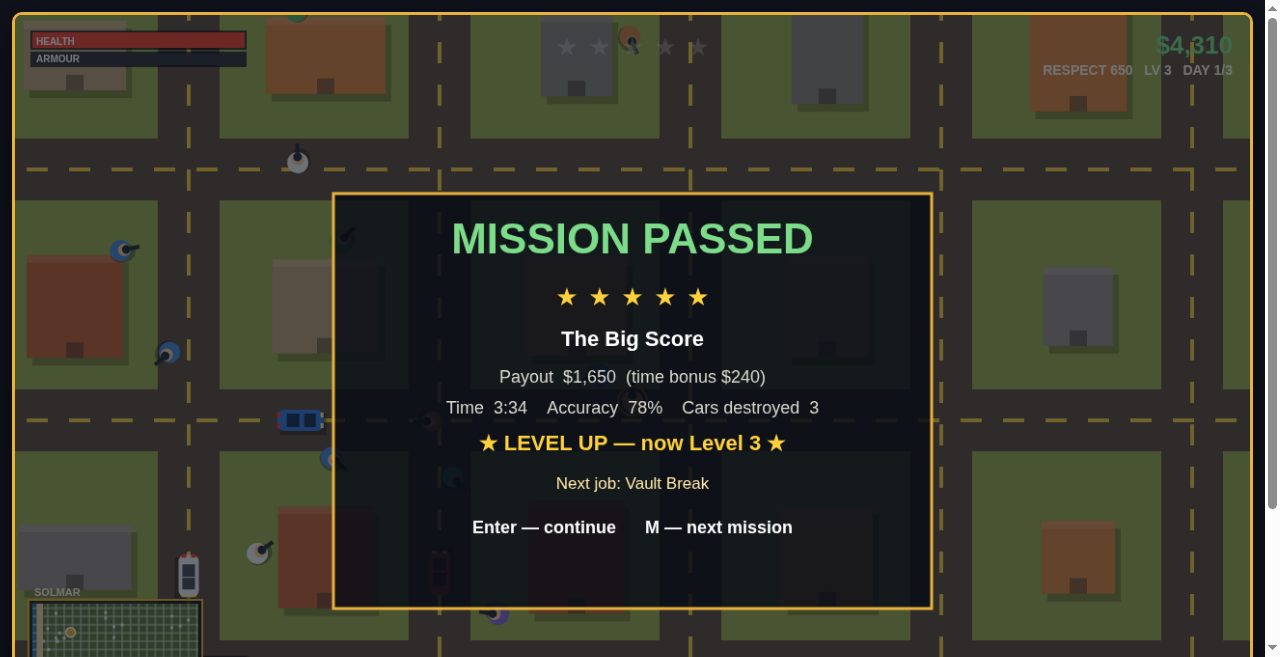 HEALTH
ARMOUR
★ ★ ★ ★ ★
$4,310
RESPECT 650 LV 3 DAY 1/3
MISSION PASSED
★ ★ ★ ★ ★
The Big Score
Payout $1,650 (time bonus $240)
Time 3:34 Accuracy 78% Cars destroyed 3
★ LEVEL UP — now Level 3 ★
Next job: Vault Break
Enter — continue M — next mission
SOLMAR